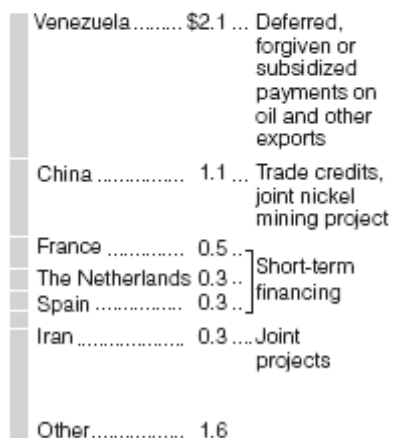 Venezuela......... $2.1 ... Deferred,
forgiven or
subsidized
payments on
oil and other
exports
China ................ 1.1 ... Trade credits,
joint nickel
mining project
France .............. 0.5 ..
The Netherlands 0.3 ..
Spain ................ 0.3 ..
Short-term
financing
Iran ................... 0.3 .... Joint
projects
Other................. 1.6